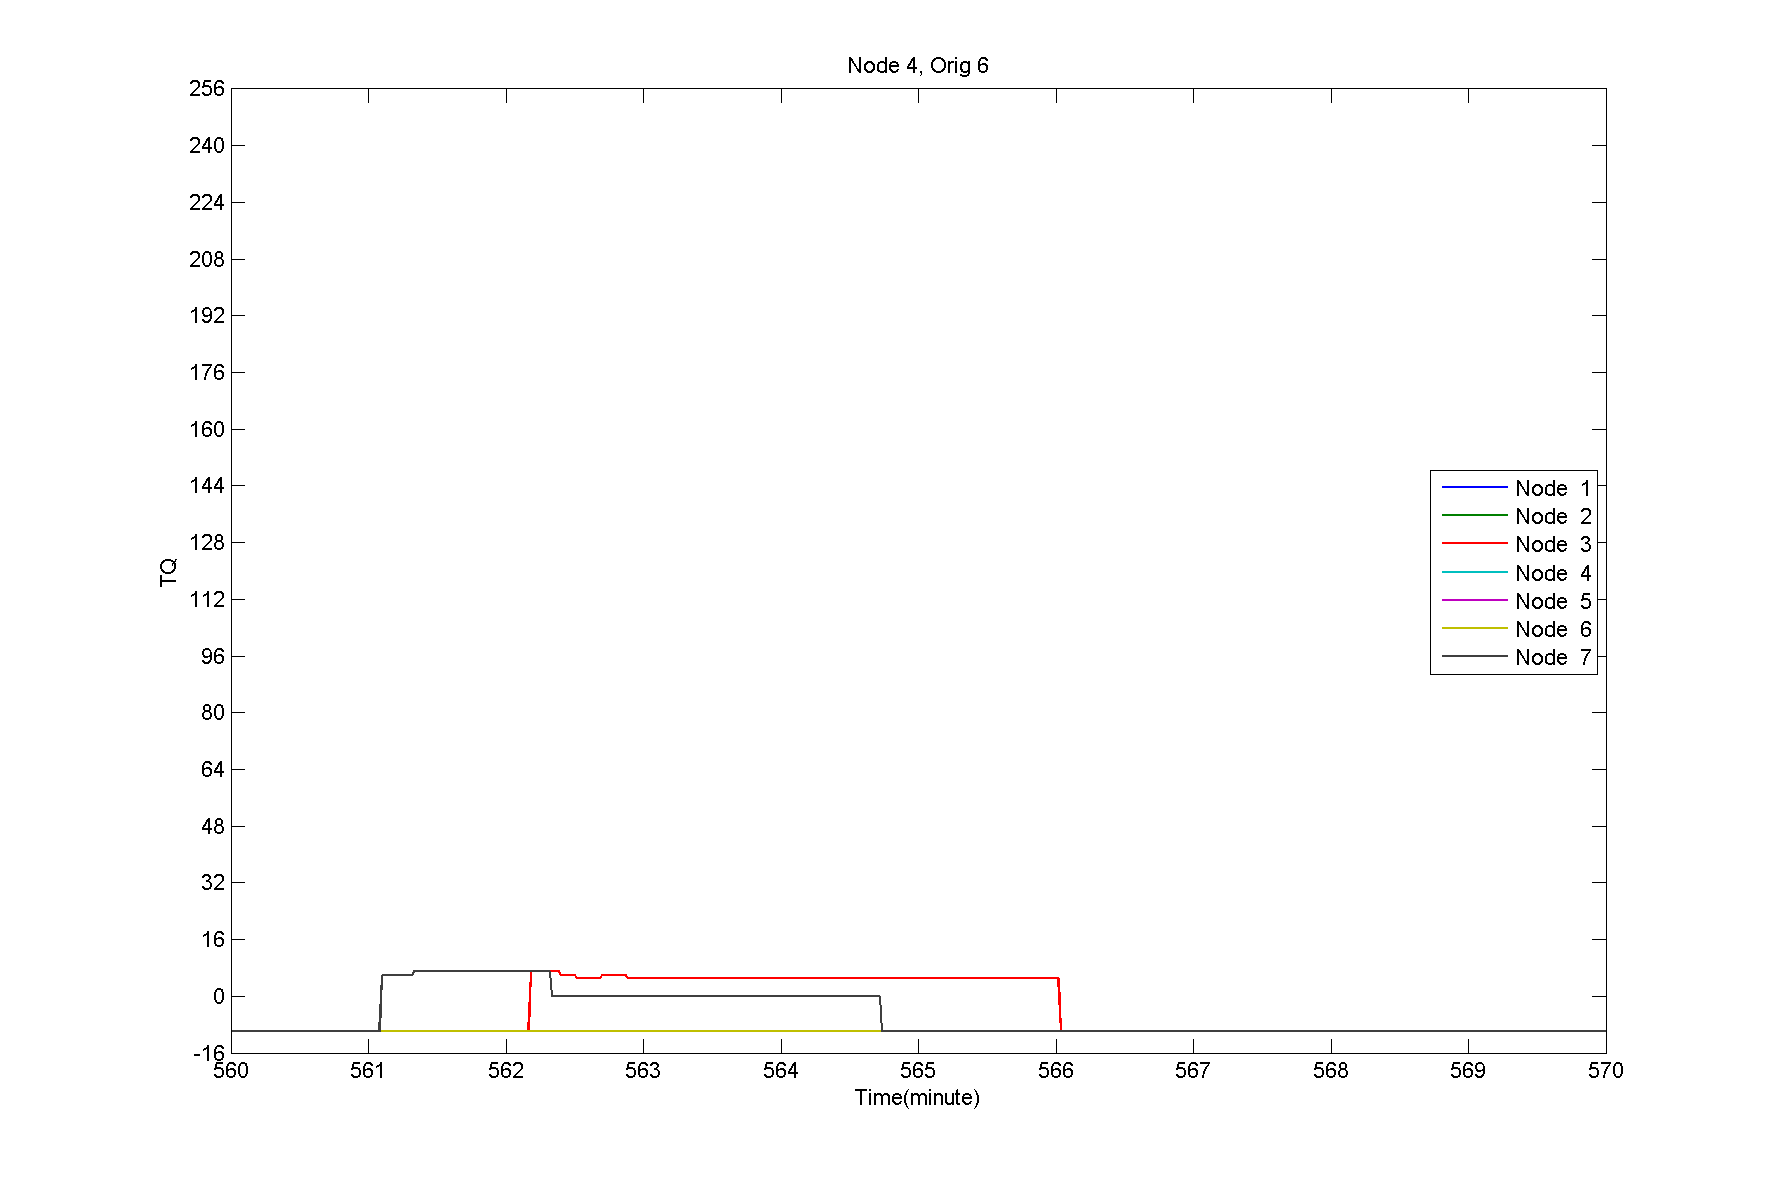 Node 4, Orig 6
256
240
224
208
192
176
160
144
128
112
96
80
64
48
32
16
0
-16
TQ
Node 1
Node 2
Node 3
Node 4
Node 5
Node 6
Node 7
560 561 562 563 564 565 566 567 568 569 570
Time(minute)